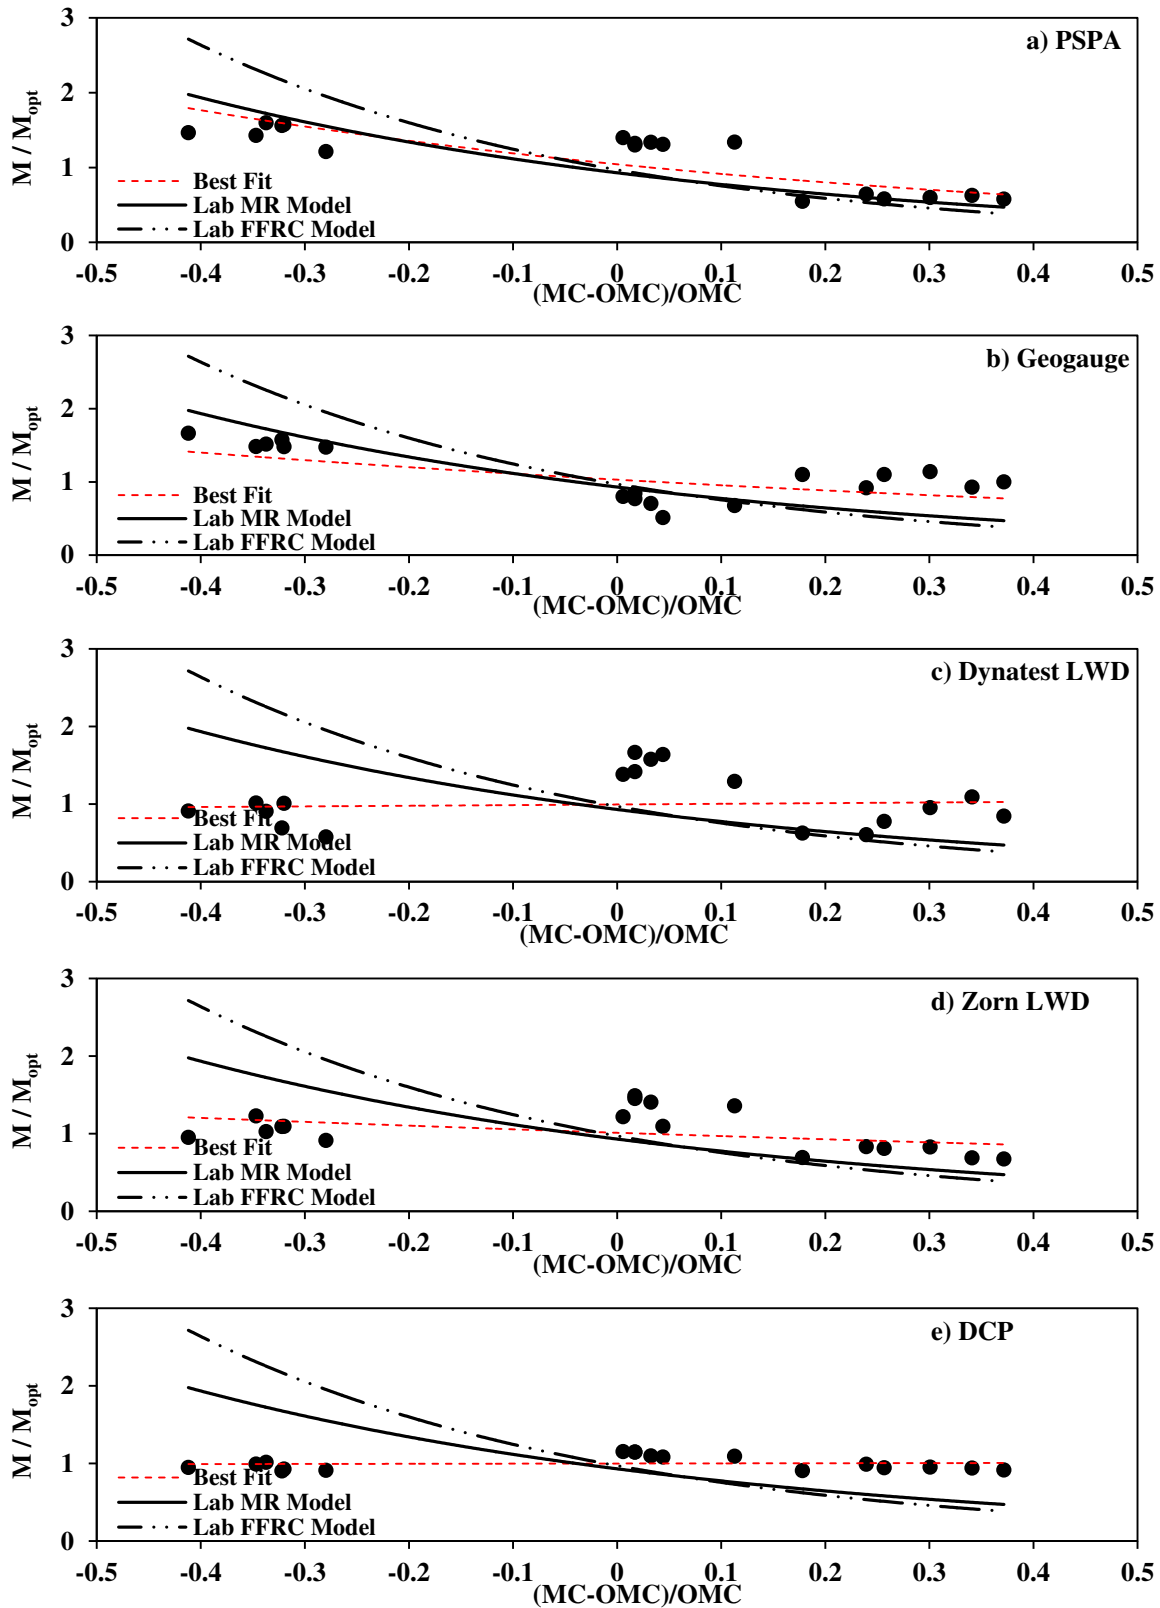 3
a) PSPA
2
M / Mopt
1
Best Fit
Lab MR Model
Lab FFRC Model
0
-0.5 -0.4 -0.3 -0.2 -0.1 0 0.1 0.2 0.3 0.4 0.5
(MC-OMC)/OMC
3
b) Geogauge
2
M / Mopt
1
Best Fit
Lab MR Model
Lab FFRC Model
0
-0.5 -0.4 -0.3 -0.2 -0.1 0 0.1 0.2 0.3 0.4 0.5
(MC-OMC)/OMC
3
c) Dynatest LWD
2
M / Mopt
1
Best Fit
Lab MR Model
Lab FFRC Model
0
-0.5 -0.4 -0.3 -0.2 -0.1 0 0.1 0.2 0.3 0.4 0.5
(MC-OMC)/OMC
3
d) Zorn LWD
2
M / Mopt
1
Best Fit
Lab MR Model
Lab FFRC Model
0
-0.5 -0.4 -0.3 -0.2 -0.1 0 0.1 0.2 0.3 0.4 0.5
(MC-OMC)/OMC
3
e) DCP
2
M / Mopt
1
Best Fit
Lab MR Model
Lab FFRC Model
0
-0.5 -0.4 -0.3 -0.2 -0.1 0 0.1 0.2 0.3 0.4 0.5
(MC-OMC)/OMC